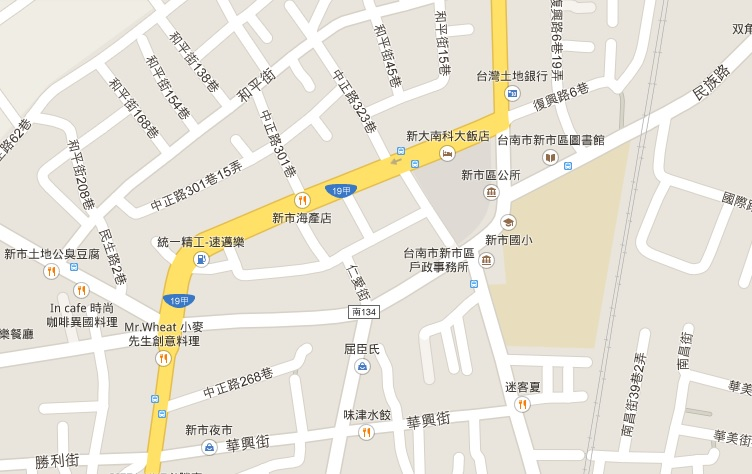 和平街138巷
和平街154巷
和平街168巷
和平街
和平街45巷
和平街15巷
復興路6巷19弄
双角
台灣土地銀行
復興路6巷
民族路
中正路323巷
中正路301巷
新大南科大飯店
台南市新市區圖書館
和平街208巷
中正路301巷15弄
19甲
新市區公所
國際路
新市海產店
新市國小
統一精工-速邁樂
民生路2巷
新市土地公臭豆腐
台南市新市區
戶政事務所
仁愛街
19甲
In cafe 時尚
咖啡異國料理
南134
Mr.Wheat 小麥
先生創意料理
樂餐廳
屈臣氏
南昌街
南昌街39巷2弄
中正路268巷
迷客夏
味津水餃
華興街
新市夜市
華興街
勝利街
華美
華美街